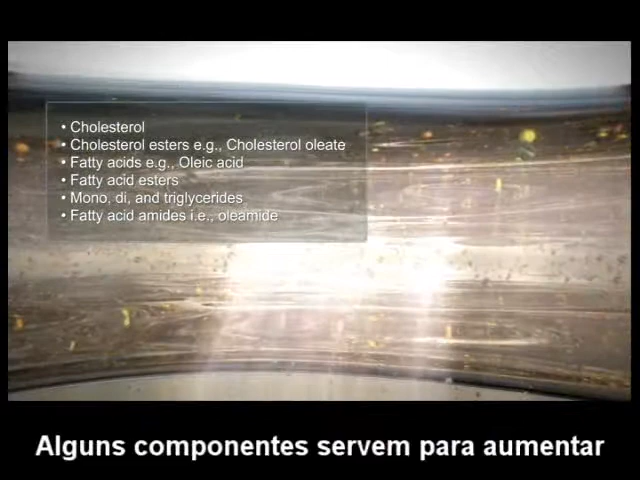 • Cholesterol
• Cholesterol esters e.g., Cholesterol oleate
• Fatty acids e.g., Oleic acid
• Fatty acid esters
• Mono, di, and triglycerides
• Fatty acid amides i.e., oleamide
Alguns componentes servem para aumentar